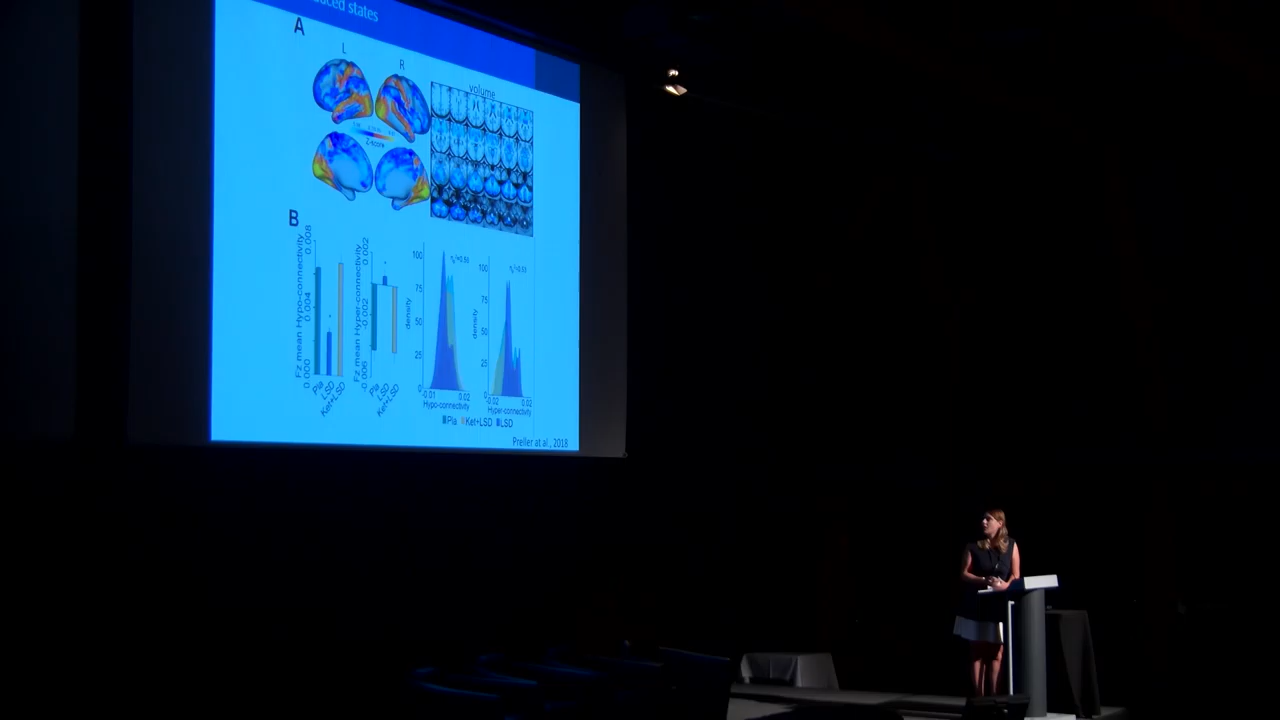 states
A
L
R
volume
Z-score
B
Fz mean Hypo-connectivity
0.000 0.004 0.008
Pla
LSD
Ket+LSD
Fz mean Hyper-connectivity
-0.006 -0.002 0.002
Pla
LSD
Ket+LSD
density
100
75
50
25
0
-0.01 0.02
Hypo-connectivity
density
100
75
50
25
0
-0.02 0.02
Hyper-connectivity
Pla Ket+LSD LSD
Preller at al., 2018